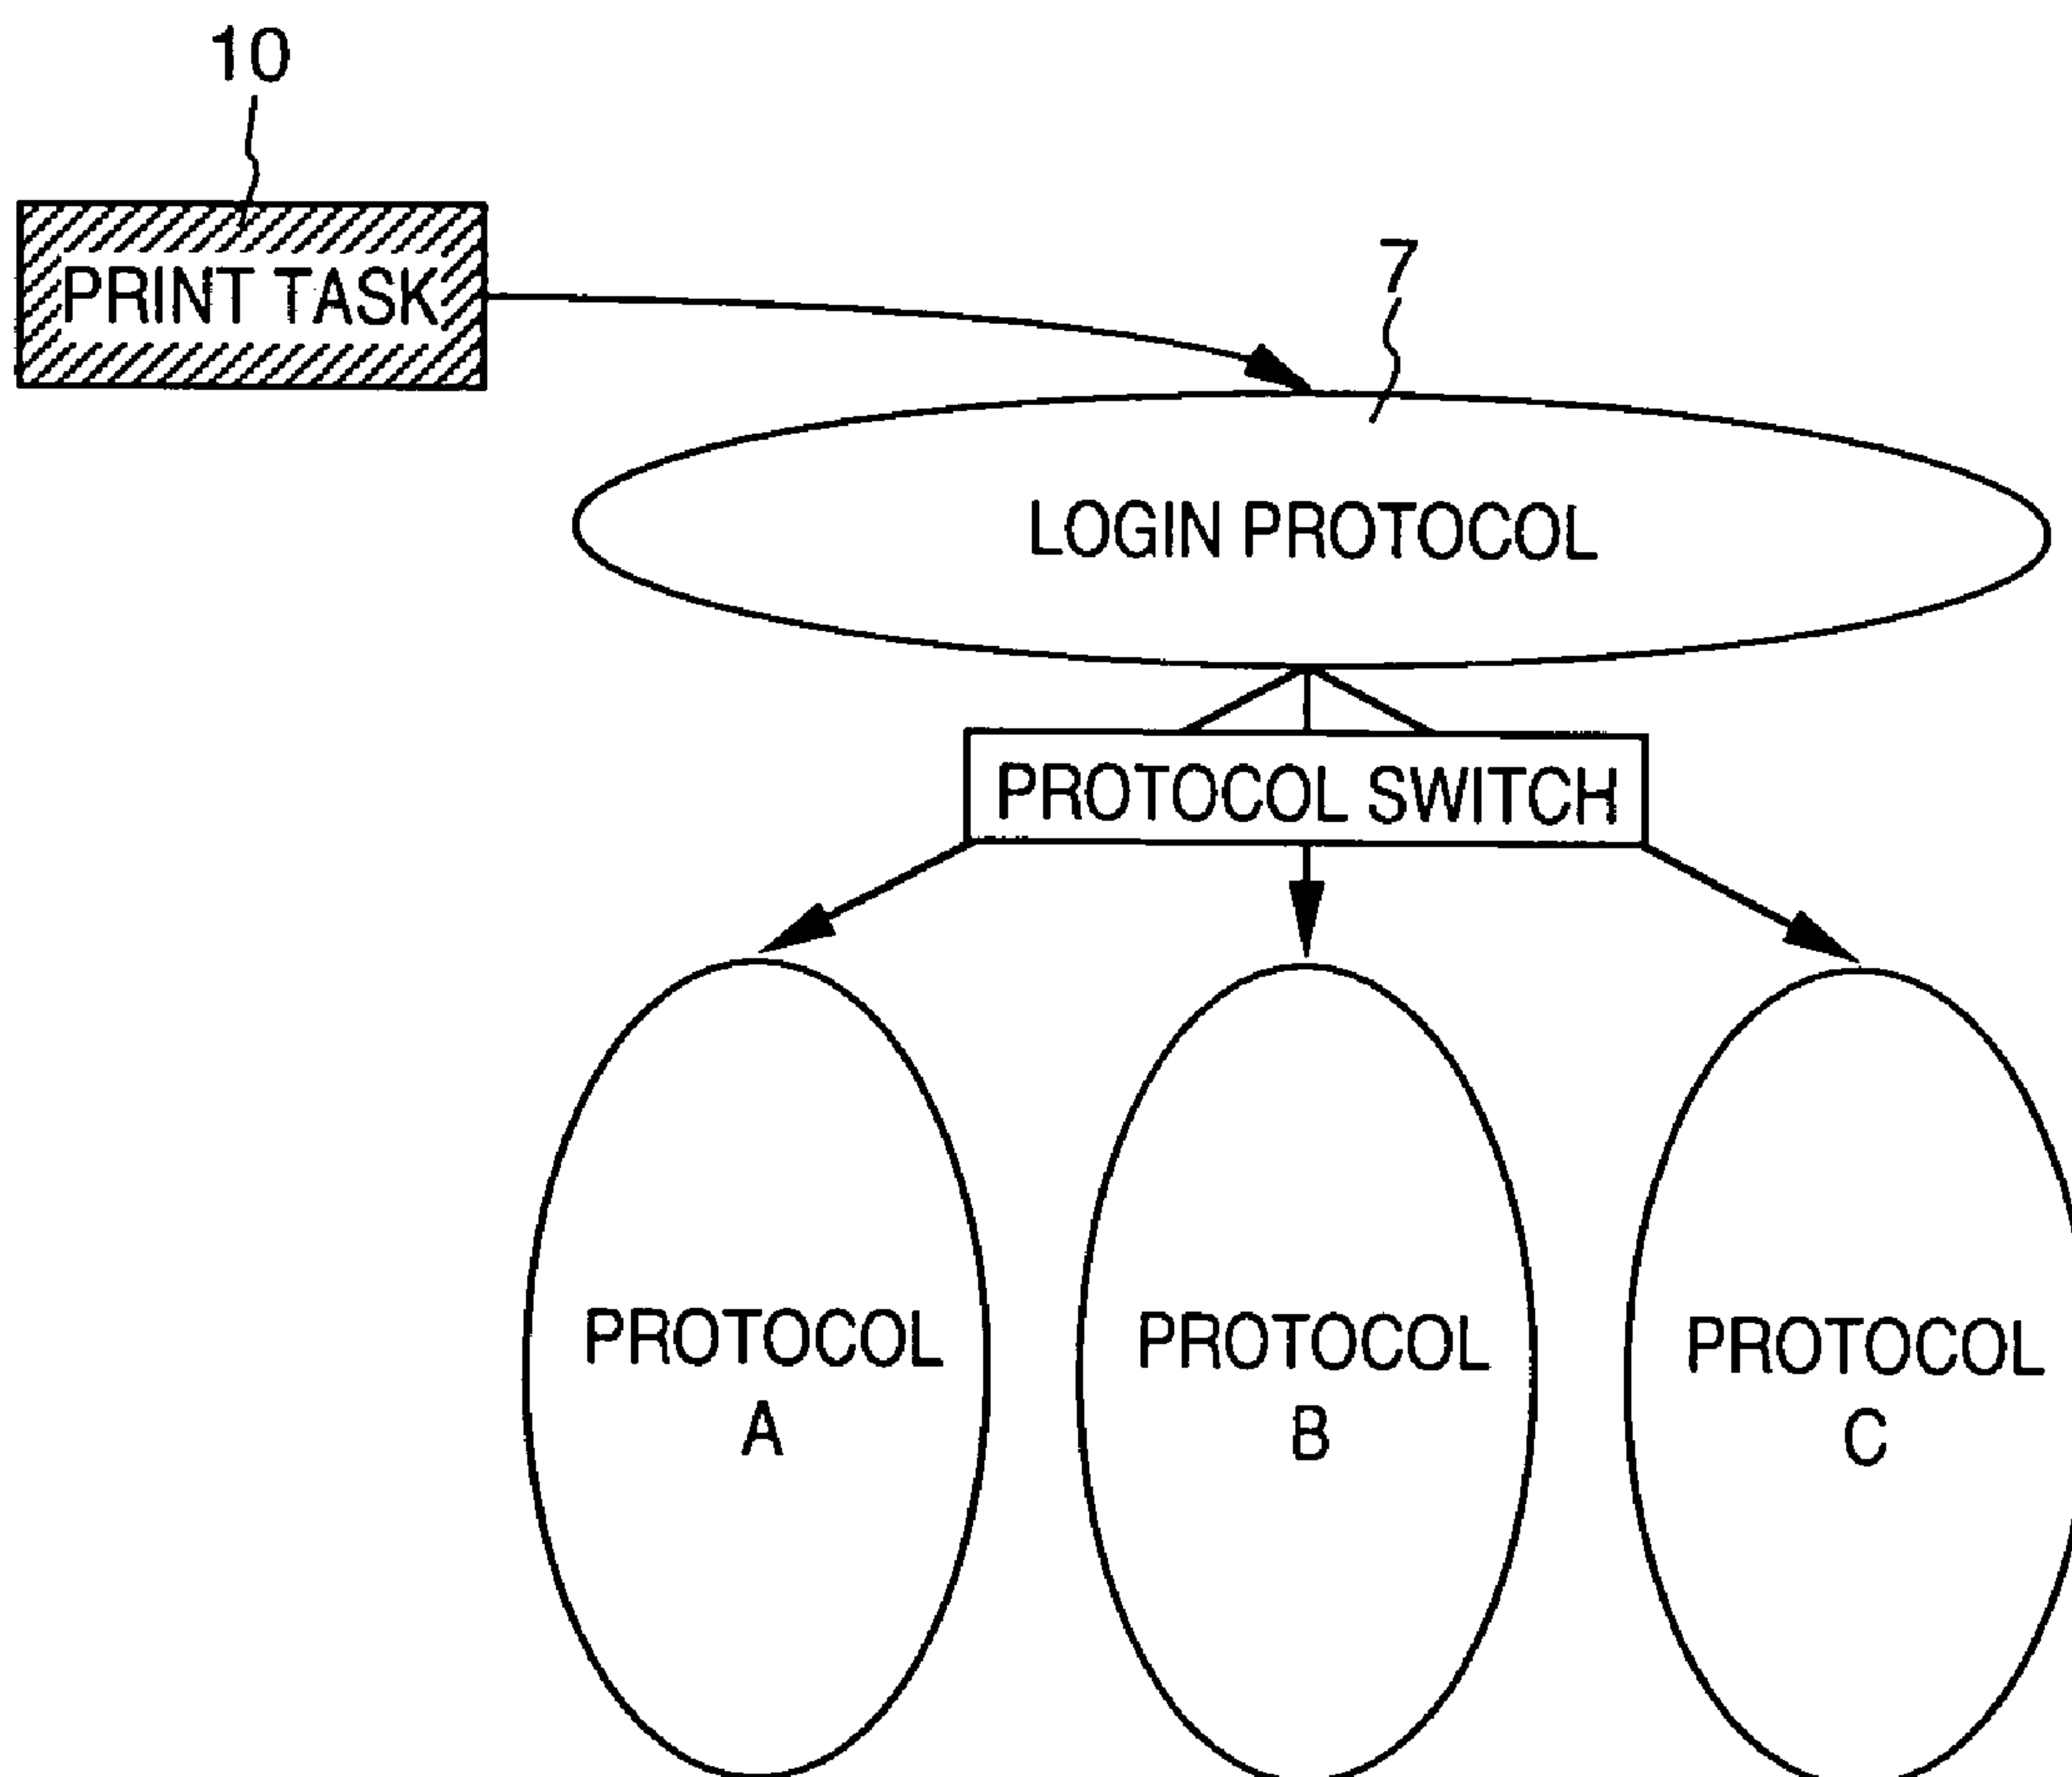 10
PRINT TASK
7
LOGIN PROTOCOL
PROTOCOL SWITCH
PROTOCOL
A
PROTOCOL
B
PROTOCOL
C